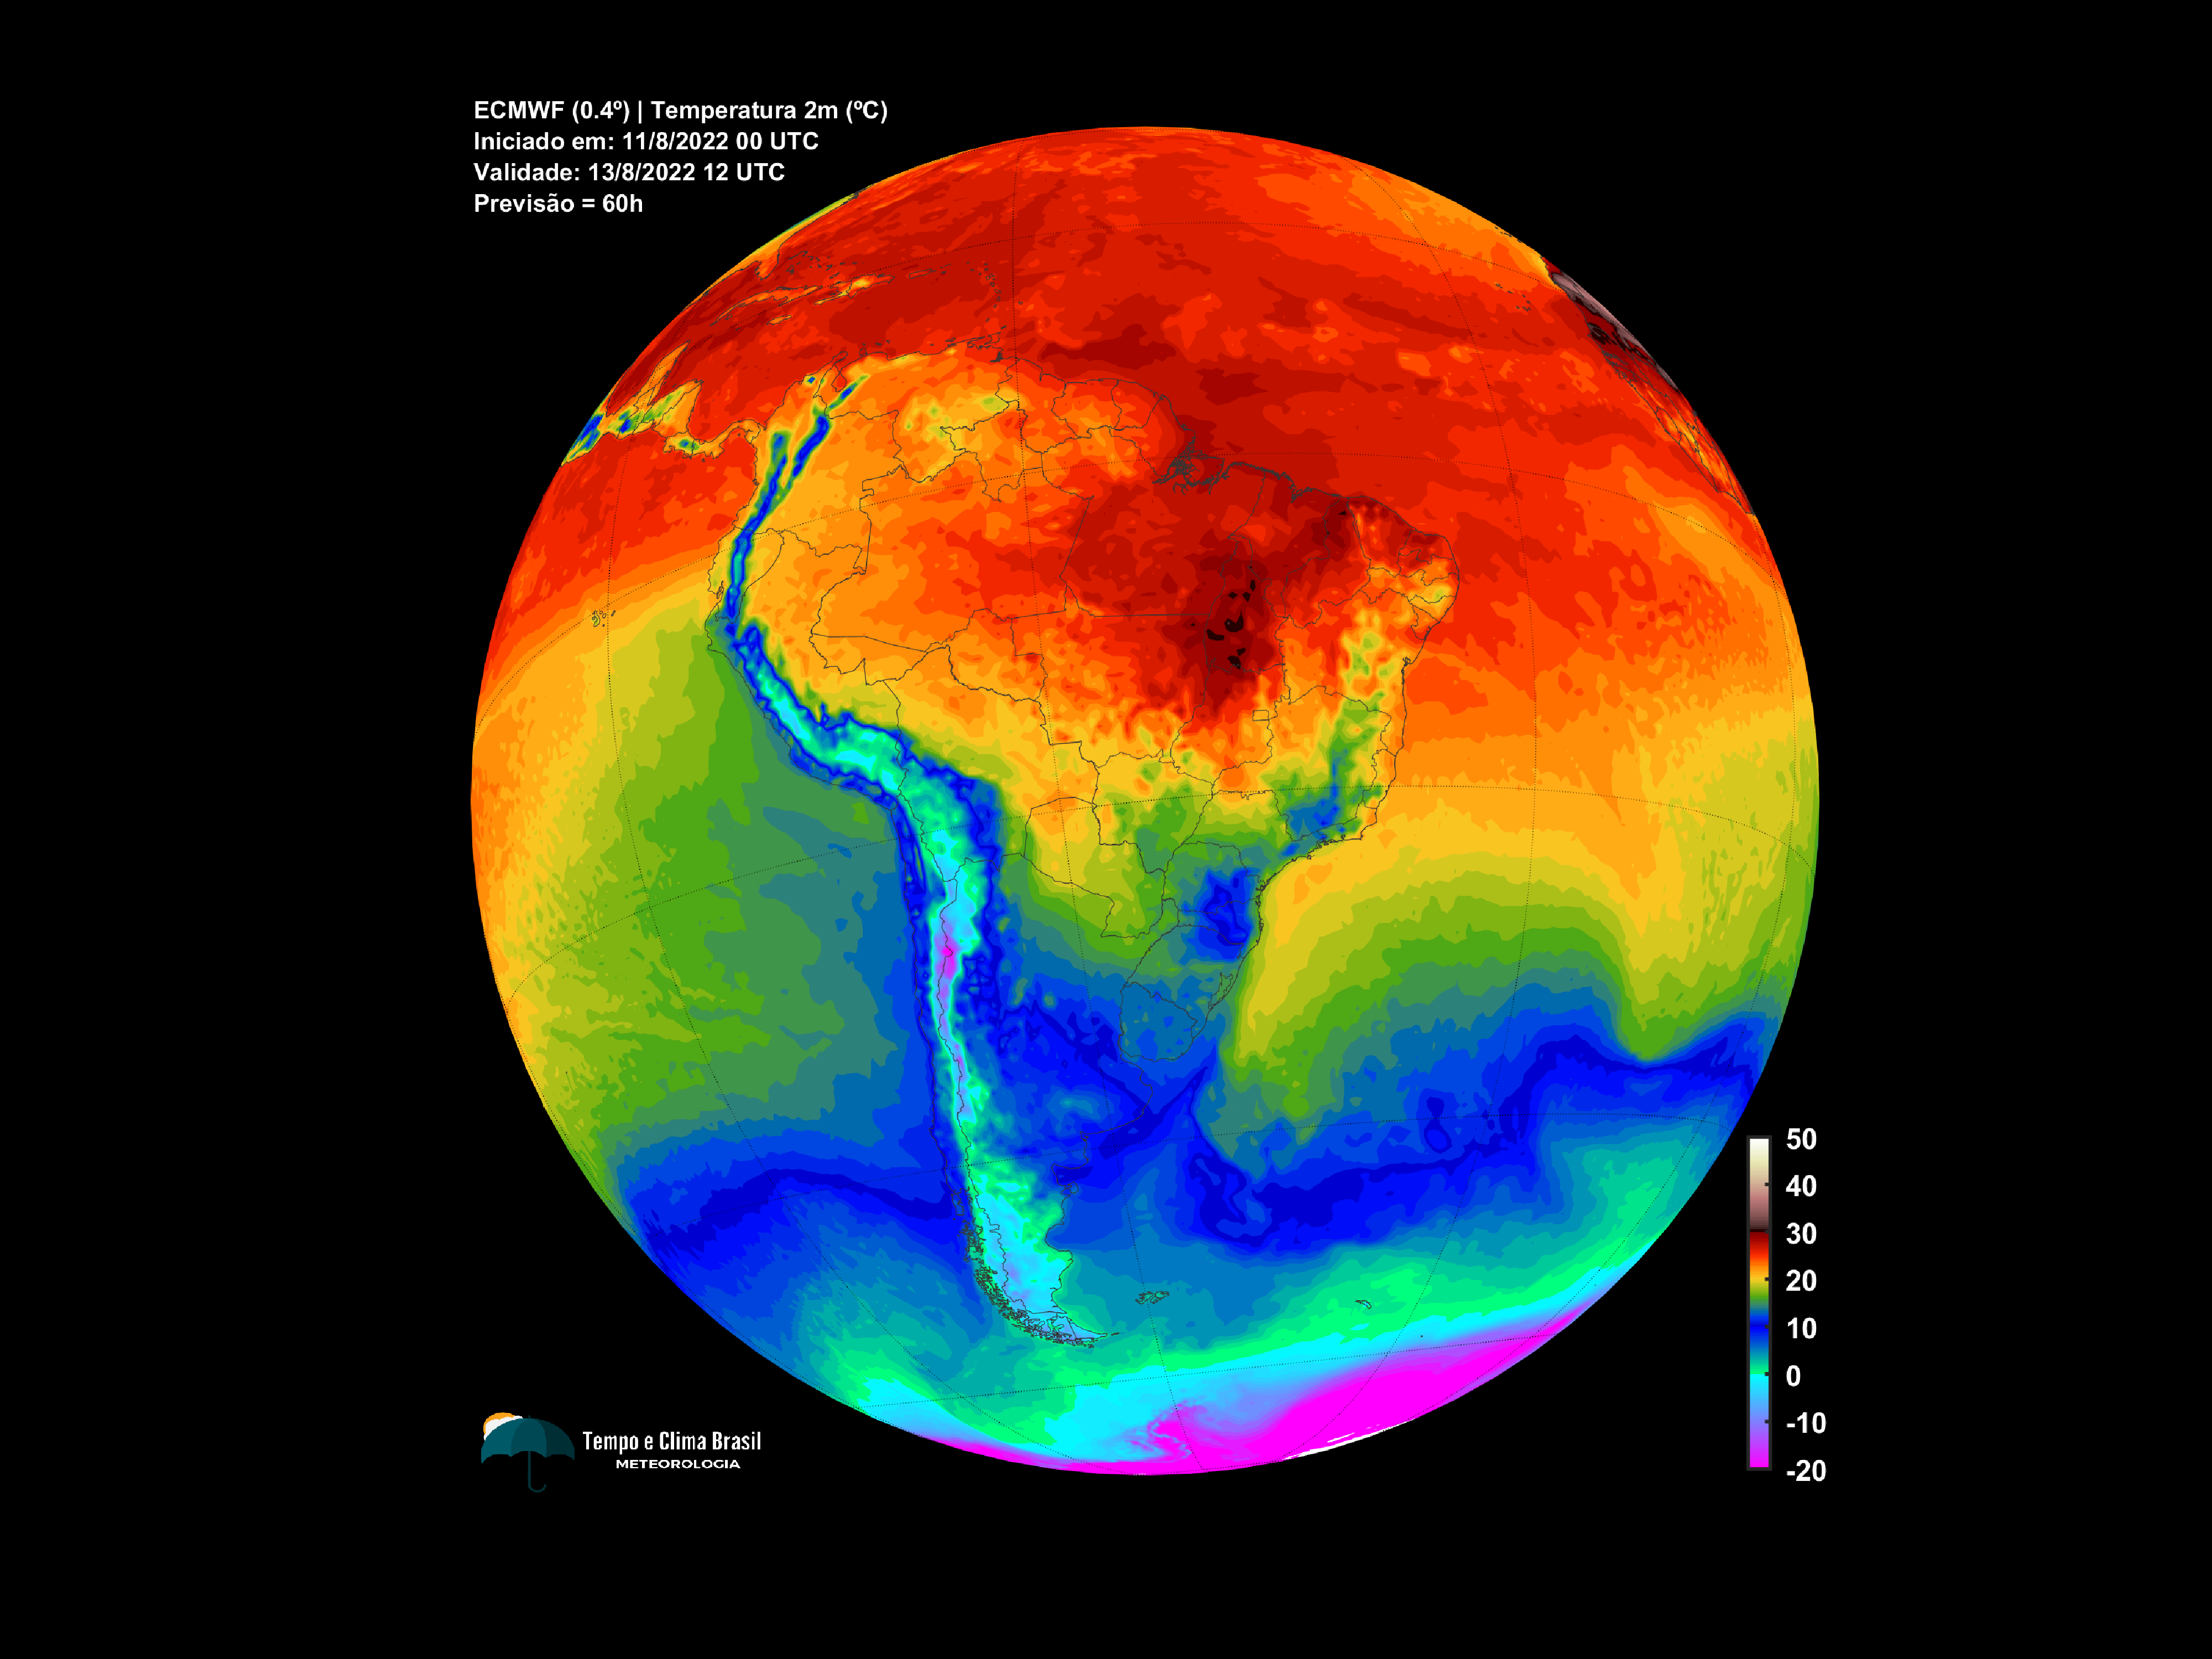 ECMWF (0.4º) | Temperatura 2m (ºC)
Iniciado em: 11/8/2022 00 UTC
Validade: 13/8/2022 12 UTC
Previsão = 60h
50
40
30
20
10
0
-10
-20
Tempo e Clima Brasil
METEOROLOGIA